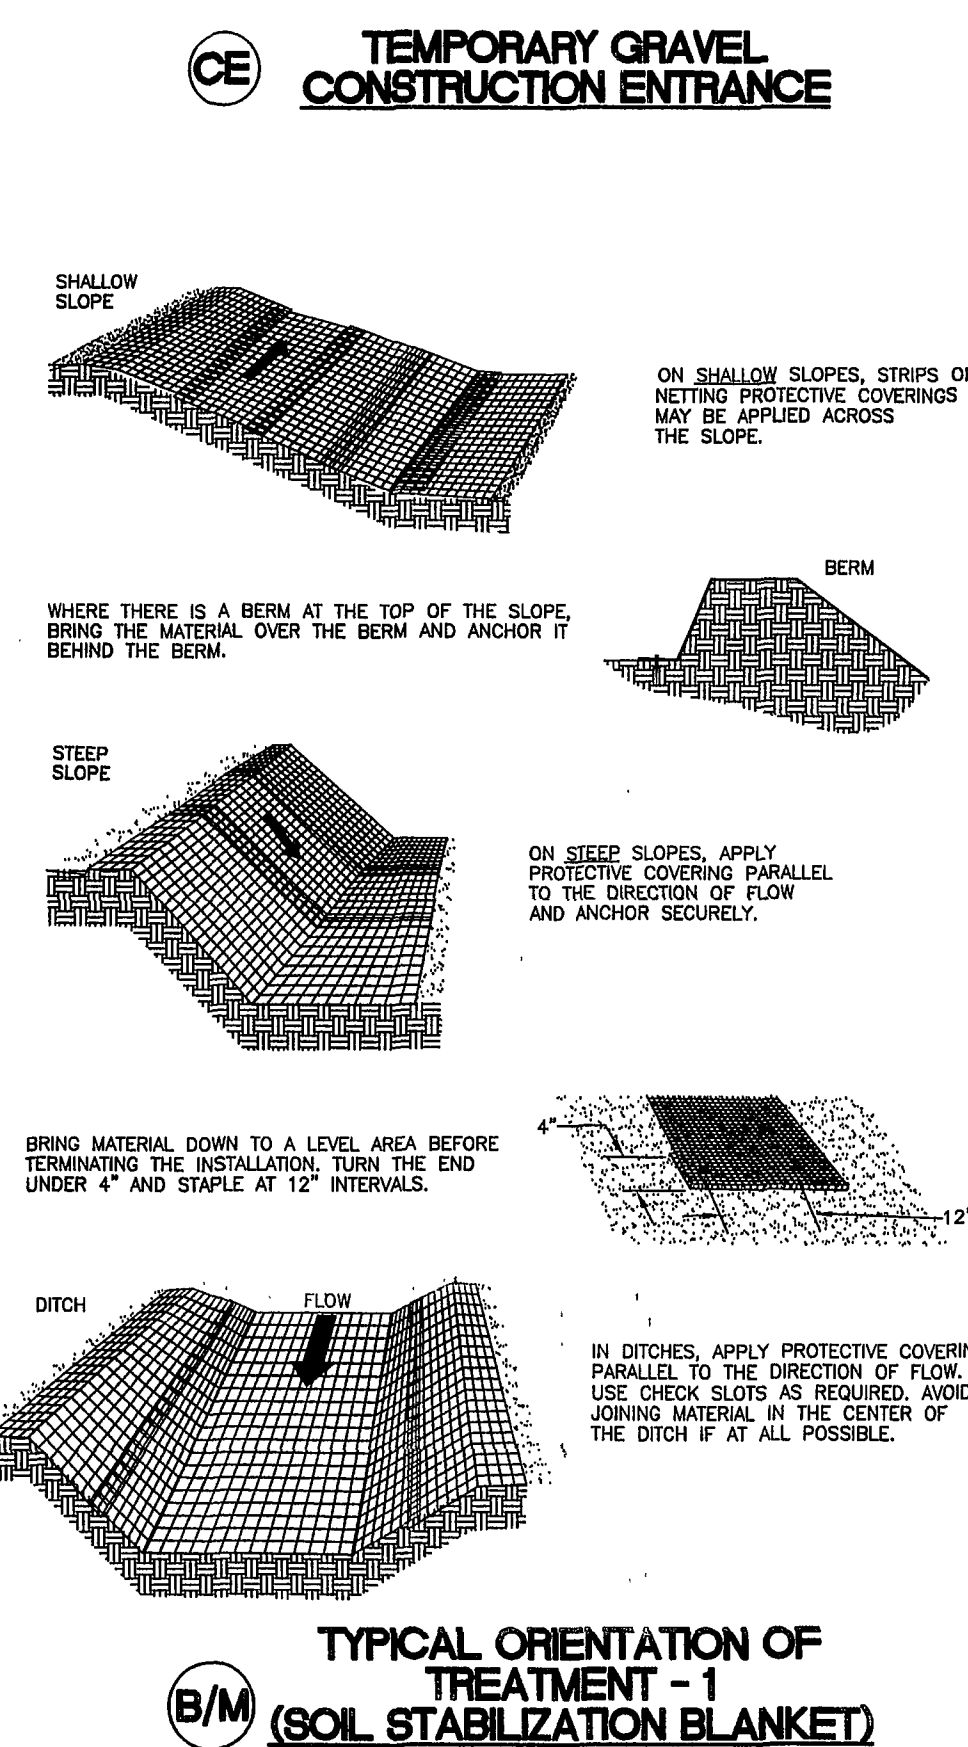 CE
TEMPORARY GRAVEL
CONSTRUCTION ENTRANCE
SHALLOW
SLOPE
ON SHALLOW SLOPES, STRIPS OF
NETTING PROTECTIVE COVERINGS
MAY BE APPLIED ACROSS
THE SLOPE.
BERM
WHERE THERE IS A BERM AT THE TOP OF THE SLOPE,
BRING THE MATERIAL OVER THE BERM AND ANCHOR IT
BEHIND THE BERM.
STEEP
SLOPE
ON STEEP SLOPES, APPLY
PROTECTIVE COVERING PARALLEL
TO THE DIRECTION OF FLOW
AND ANCHOR SECURELY.
BRING MATERIAL DOWN TO A LEVEL AREA BEFORE
TERMINATING THE INSTALLATION. TURN THE END
UNDER 4" AND STAPLE AT 12" INTERVALS.
4"
12"
DITCH
FLOW
IN DITCHES, APPLY PROTECTIVE COVERIN
PARALLEL TO THE DIRECTION OF FLOW.
USE CHECK SLOTS AS REQUIRED. AVOID
JOINING MATERIAL IN THE CENTER OF
THE DITCH IF AT ALL POSSIBLE.
B/M
TYPICAL ORIENTATION OF
TREATMENT - 1
(SOIL STABILIZATION BLANKET)